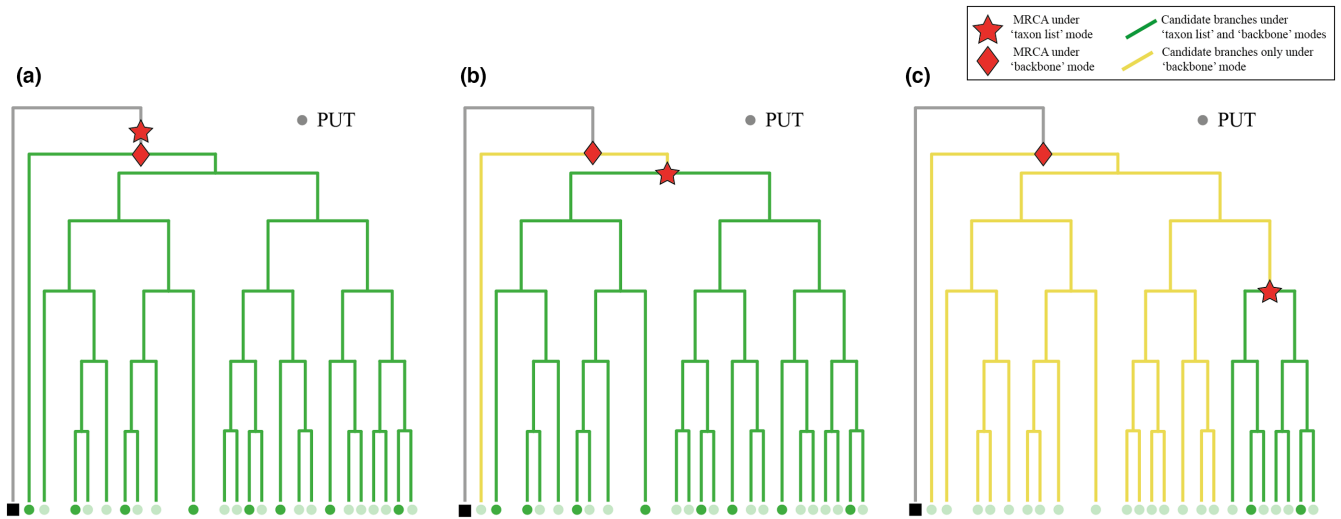 MRCA under
'taxon list' mode
Candidate branches under
'taxon list' and 'backbone' modes
MRCA under
'backbone' mode
Candidate branches only under
'backbone' mode
(a)
(b)
(c)
PUT
PUT
PUT